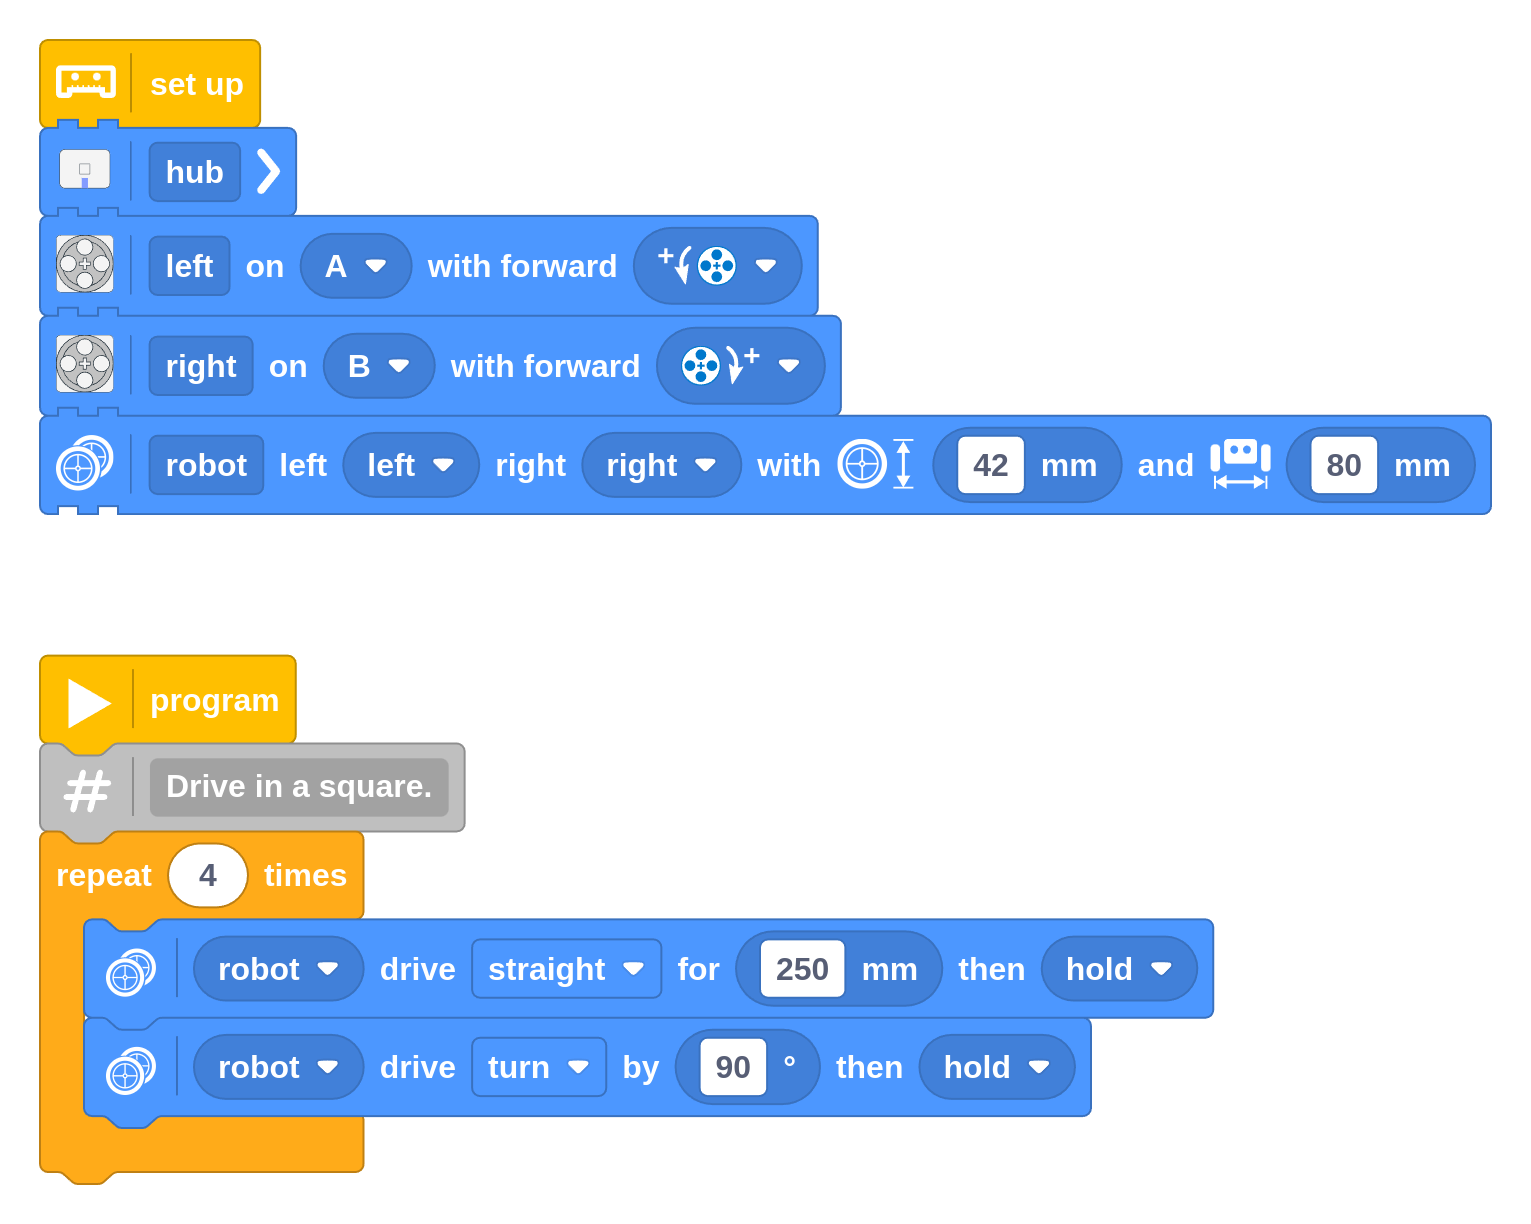 set up
hub
left on A with forward +
right on B with forward +
robot left left right right with 42 mm and 80 mm
program
# Drive in a square.
repeat 4 times
robot drive straight for 250 mm then hold
robot drive turn by 90 ° then hold